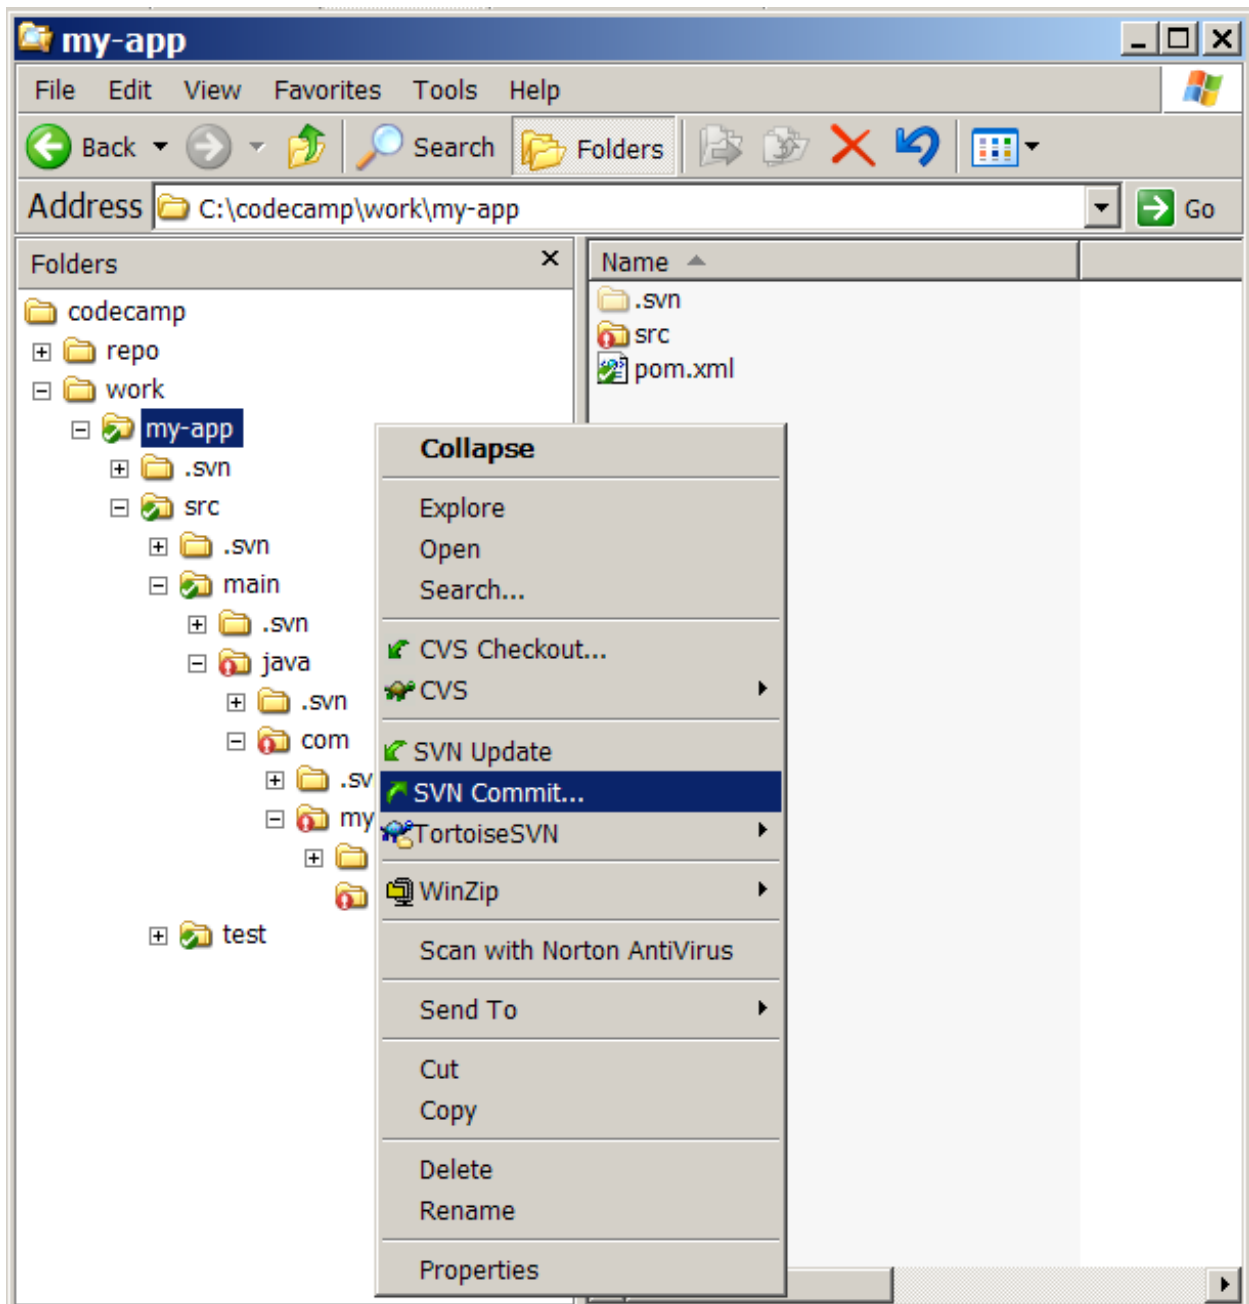 my-app
File Edit View Favorites Tools Help
Back Search Folders
Address C:\codecamp\work\my-app Go
Folders
codecamp
repo
work
my-app
.svn
src
.svn
main
.svn
java
.svn
com
.sv
my
test
Name
.svn
src
pom.xml
Collapse
Explore
Open
Search...
CVS Checkout...
CVS
SVN Update
SVN Commit...
TortoiseSVN
WinZip
Scan with Norton AntiVirus
Send To
Cut
Copy
Delete
Rename
Properties